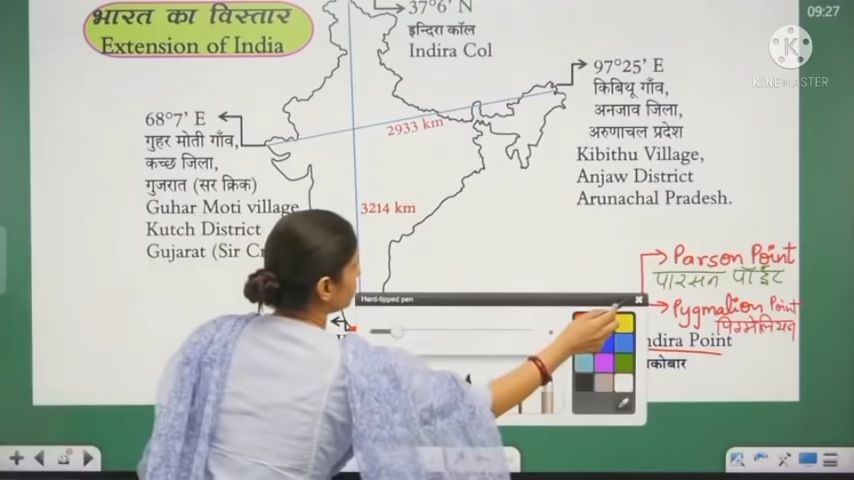 09:27
KINEMASTER
भारत का विस्तार
Extension of India
37°6’ N
इन्दिरा कॉल
Indira Col
97°25’ E
किबिथू गाँव,
अनजाव जिला,
अरुणाचल प्रदेश
Kibithu Village,
Anjaw District
Arunachal Pradesh.
68°7’ E
गुहर मोती गाँव,
कच्छ जिला,
गुजरात (सर क्रिक)
Guhar Moti village
Kutch District
Gujarat (Sir
2933 km
3214 km
Parson Point
पारसन पॉइंट
Pygmalion Point
पिग्मेलियन
ndira Point
कोबार
Hard-tipped pen